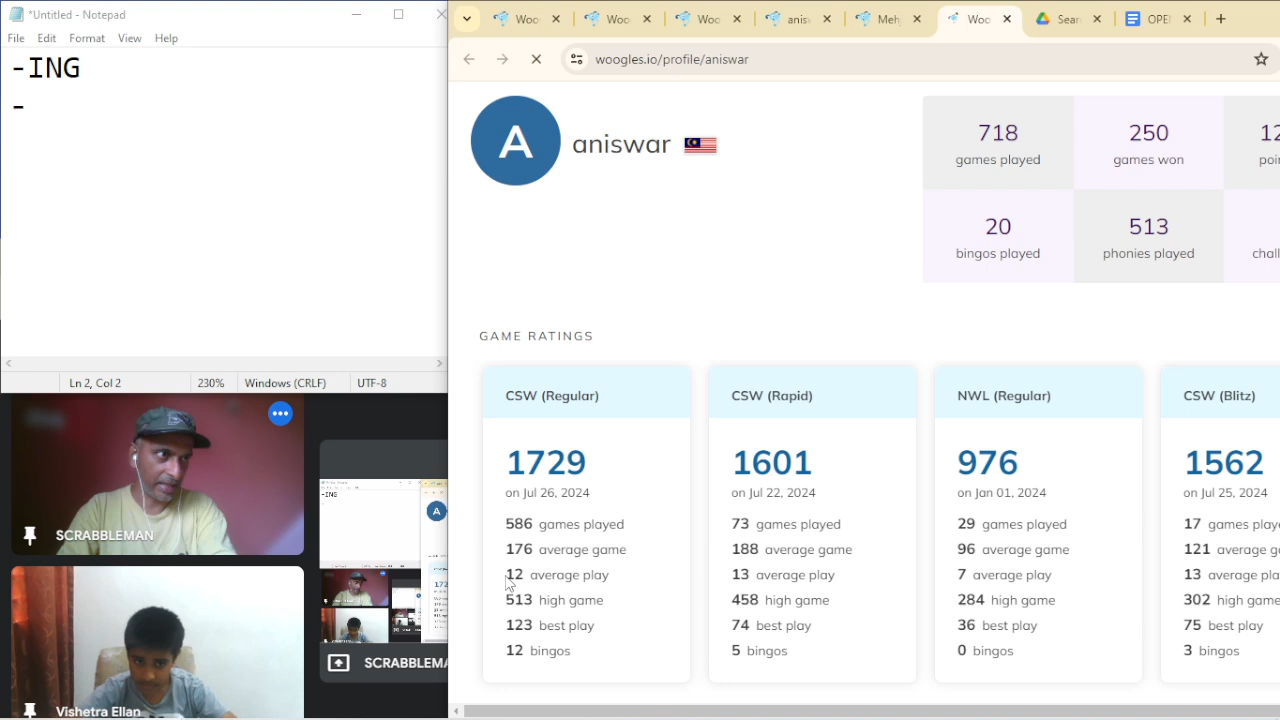 *Untitled - Notepad
File Edit Format View Help
-ING
-
Ln 2, Col 2 230% Windows (CRLF) UTF-8
SCRABBLEMAN
Vishetra Ellan
-ING
A
SCRABBLEMA
Woo Woo Woo anis Meh Woo Sear OPE
woogles.io/profile/aniswar
A aniswar
718 250
games played games won
20 513
bingos played phonies played chall
GAME RATINGS
CSW (Regular) CSW (Rapid) NWL (Regular) CSW (Blitz)
1729 1601 976 1562
on Jul 26, 2024 on Jul 22, 2024 on Jan 01, 2024 on Jul 25, 2024
586 games played 73 games played 29 games played 17 games playe
176 average game 188 average game 96 average game 121 average g
12 average play 13 average play 7 average play 13 average pla
513 high game 458 high game 284 high game 302 high game
123 best play 74 best play 36 best play 75 best play
12 bingos 5 bingos 0 bingos 3 bingos